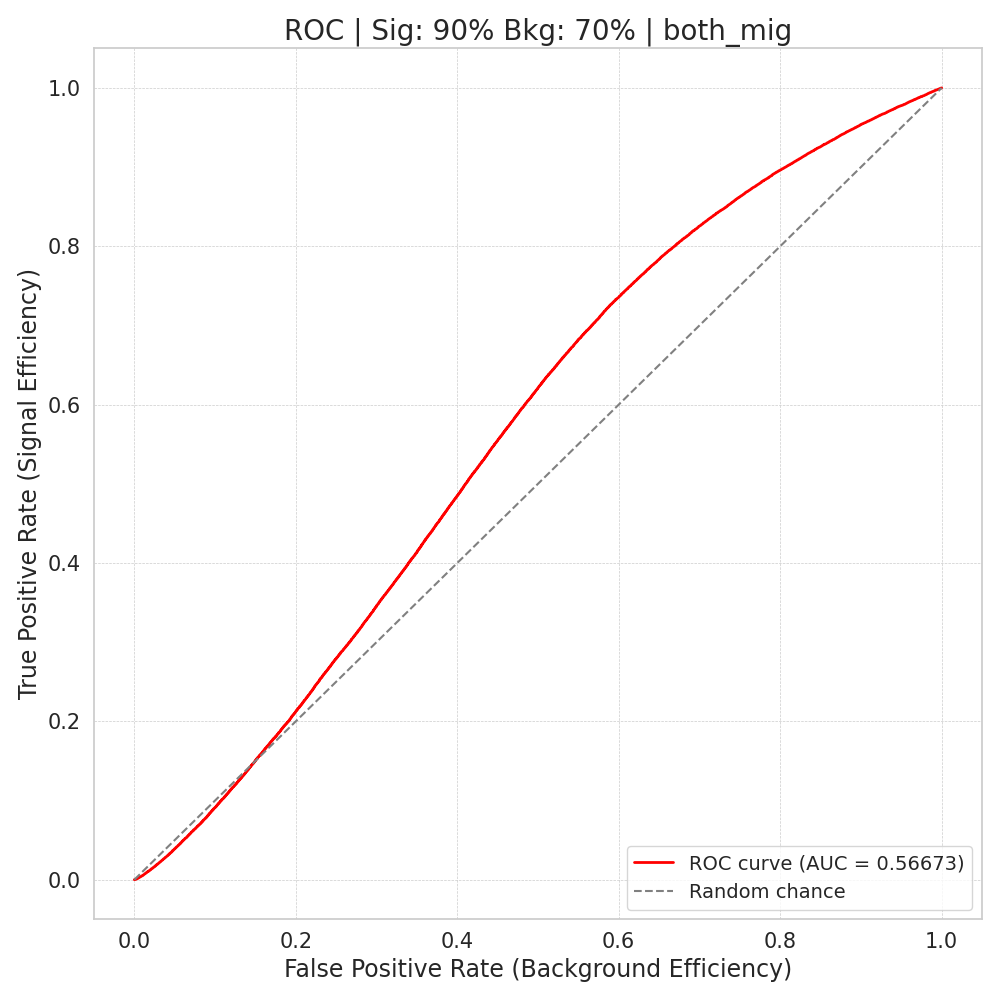 ROC | Sig: 90% Bkg: 70% | both_mig
True Positive Rate (Signal Efficiency)
1.0
0.8
0.6
0.4
0.2
0.0
ROC curve (AUC = 0.56673)
Random chance
0.0 0.2 0.4 0.6 0.8 1.0
False Positive Rate (Background Efficiency)